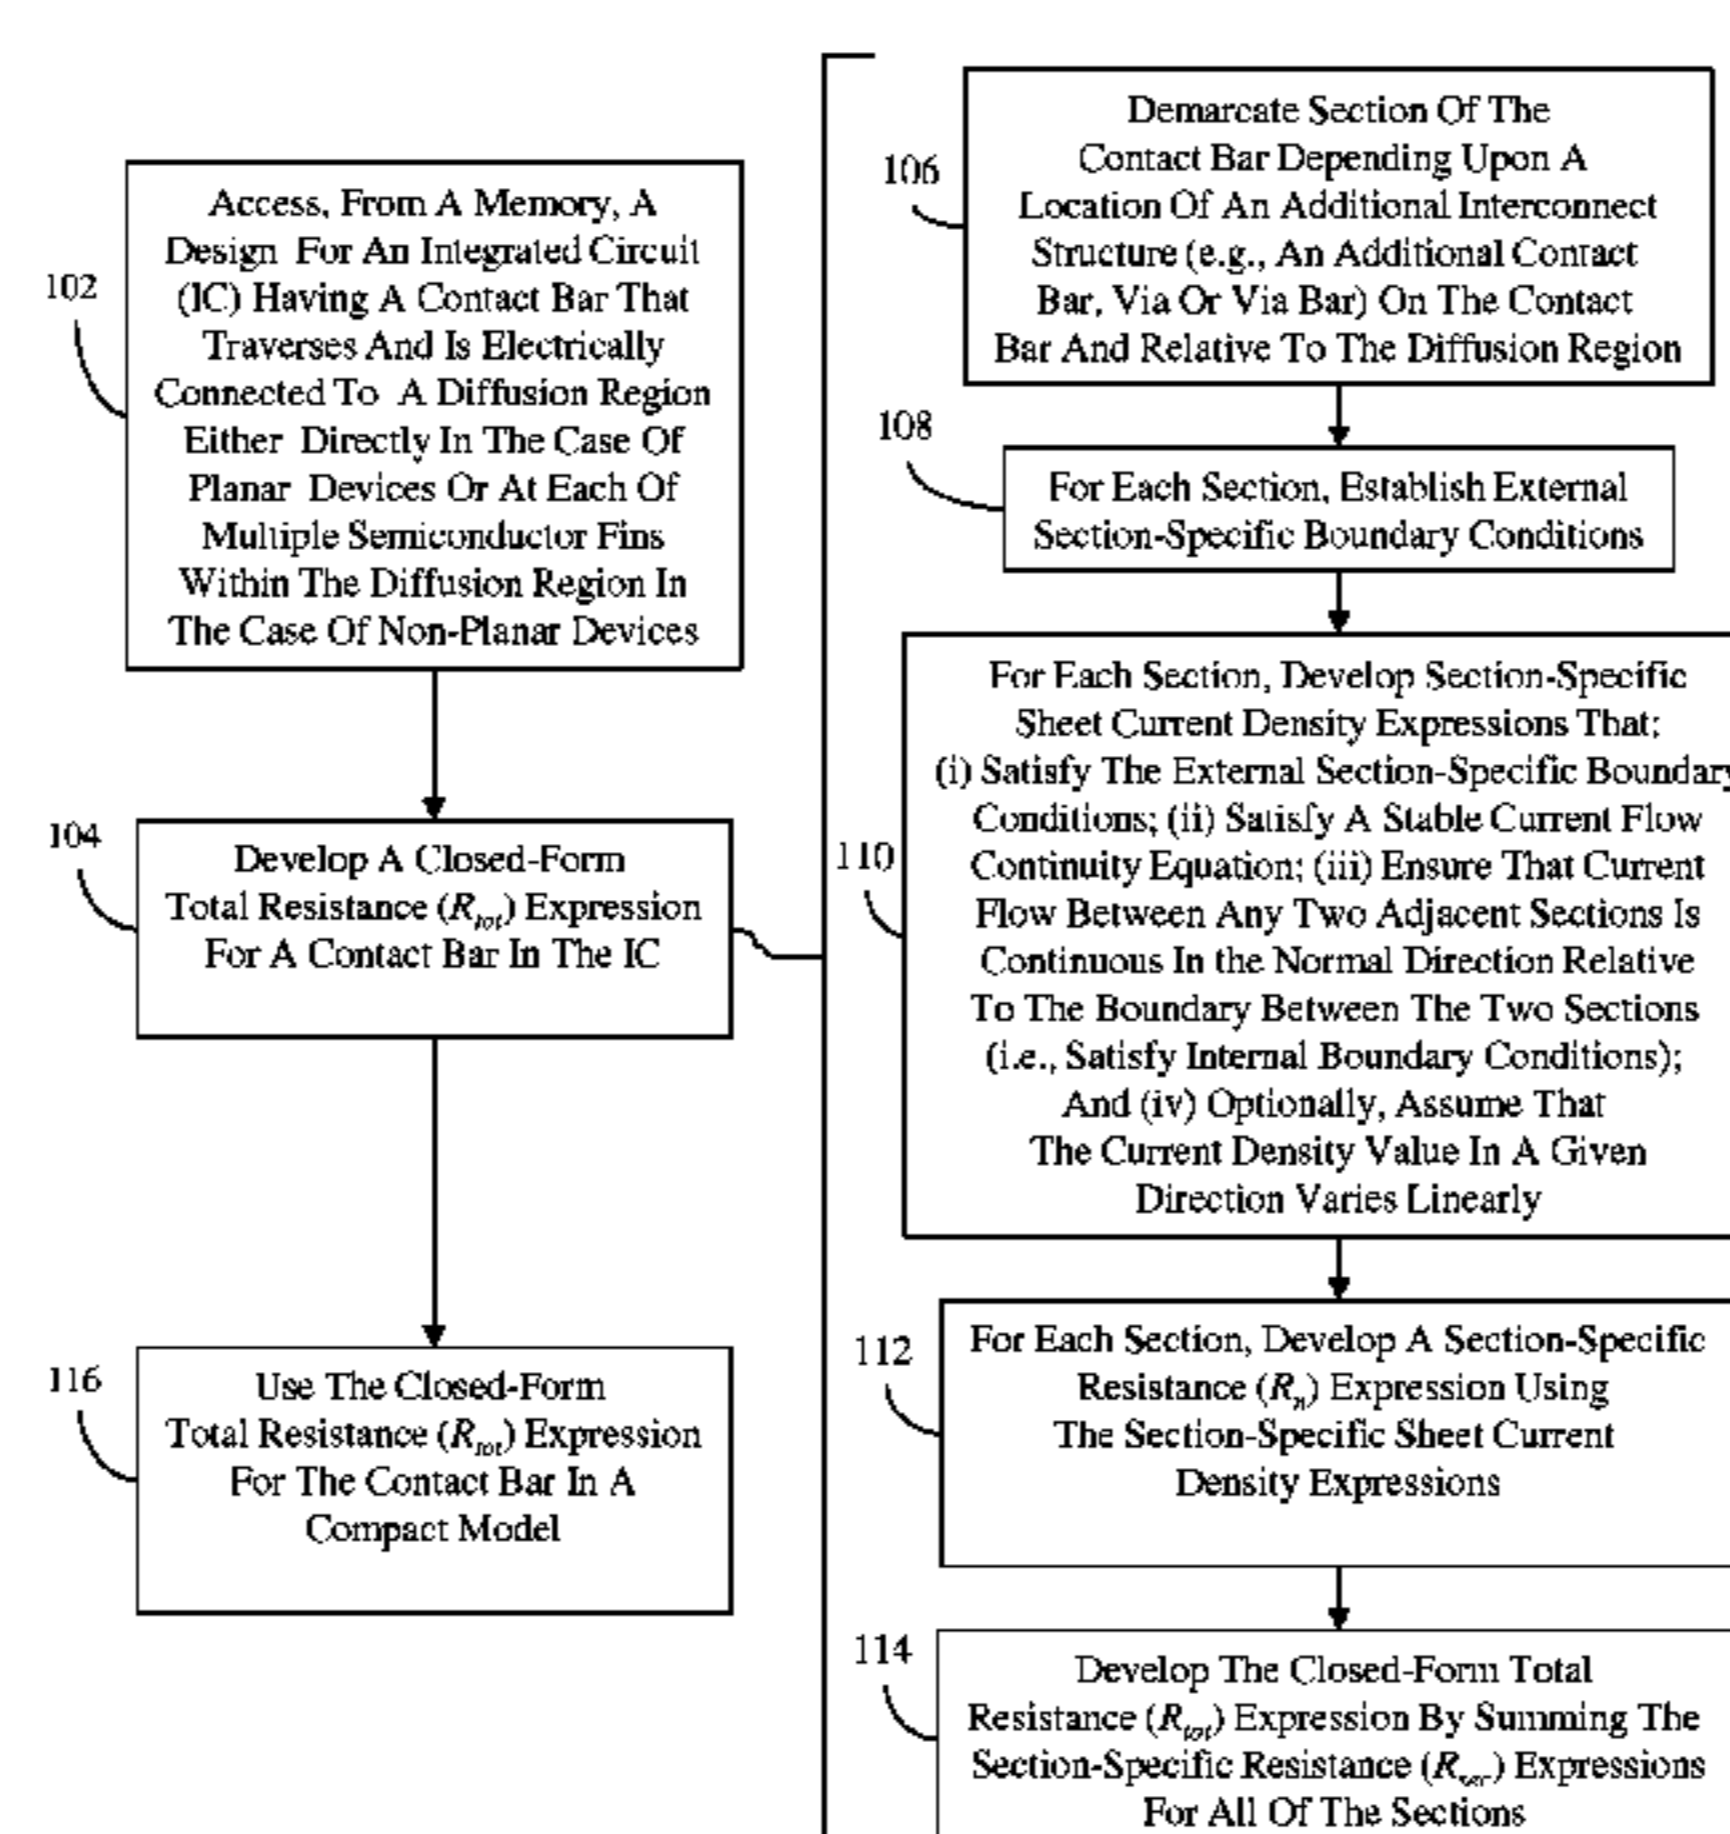 102
Access, From A Memory, A
Design For An Integrated Circuit
(IC) Having A Contact Bar That
Traverses And Is Electrically
Connected To A Diffusion Region
Either Directly In The Case Of
Planar Devices Or At Each Of
Multiple Semiconductor Fins
Within The Diffusion Region In
The Case Of Non-Planar Devices
104
Develop A Closed-Form
Total Resistance (R_tot) Expression
For A Contact Bar In The IC
116
Use The Closed-Form
Total Resistance (R_tot) Expression
For The Contact Bar In A
Compact Model
106
Demarcate Section Of The
Contact Bar Depending Upon A
Location Of An Additional Interconnect
Structure (e.g., An Additional Contact
Bar, Via Or Via Bar) On The Contact
Bar And Relative To The Diffusion Region
108
For Each Section, Establish External
Section-Specific Boundary Conditions
110
For Each Section, Develop Section-Specific
Sheet Current Density Expressions That:
(i) Satisfy The External Section-Specific Boundary
Conditions; (ii) Satisfy A Stable Current Flow
Continuity Equation; (iii) Ensure That Current
Flow Between Any Two Adjacent Sections Is
Continuous In the Normal Direction Relative
To The Boundary Between The Two Sections
(i.e., Satisfy Internal Boundary Conditions);
And (iv) Optionally, Assume That
The Current Density Value In A Given
Direction Varies Linearly
112
For Each Section, Develop A Section-Specific
Resistance (R_n) Expression Using
The Section-Specific Sheet Current
Density Expressions
114
Develop The Closed-Form Total
Resistance (R_tot) Expression By Summing The
Section-Specific Resistance (R) Expressions
For All Of The Sections